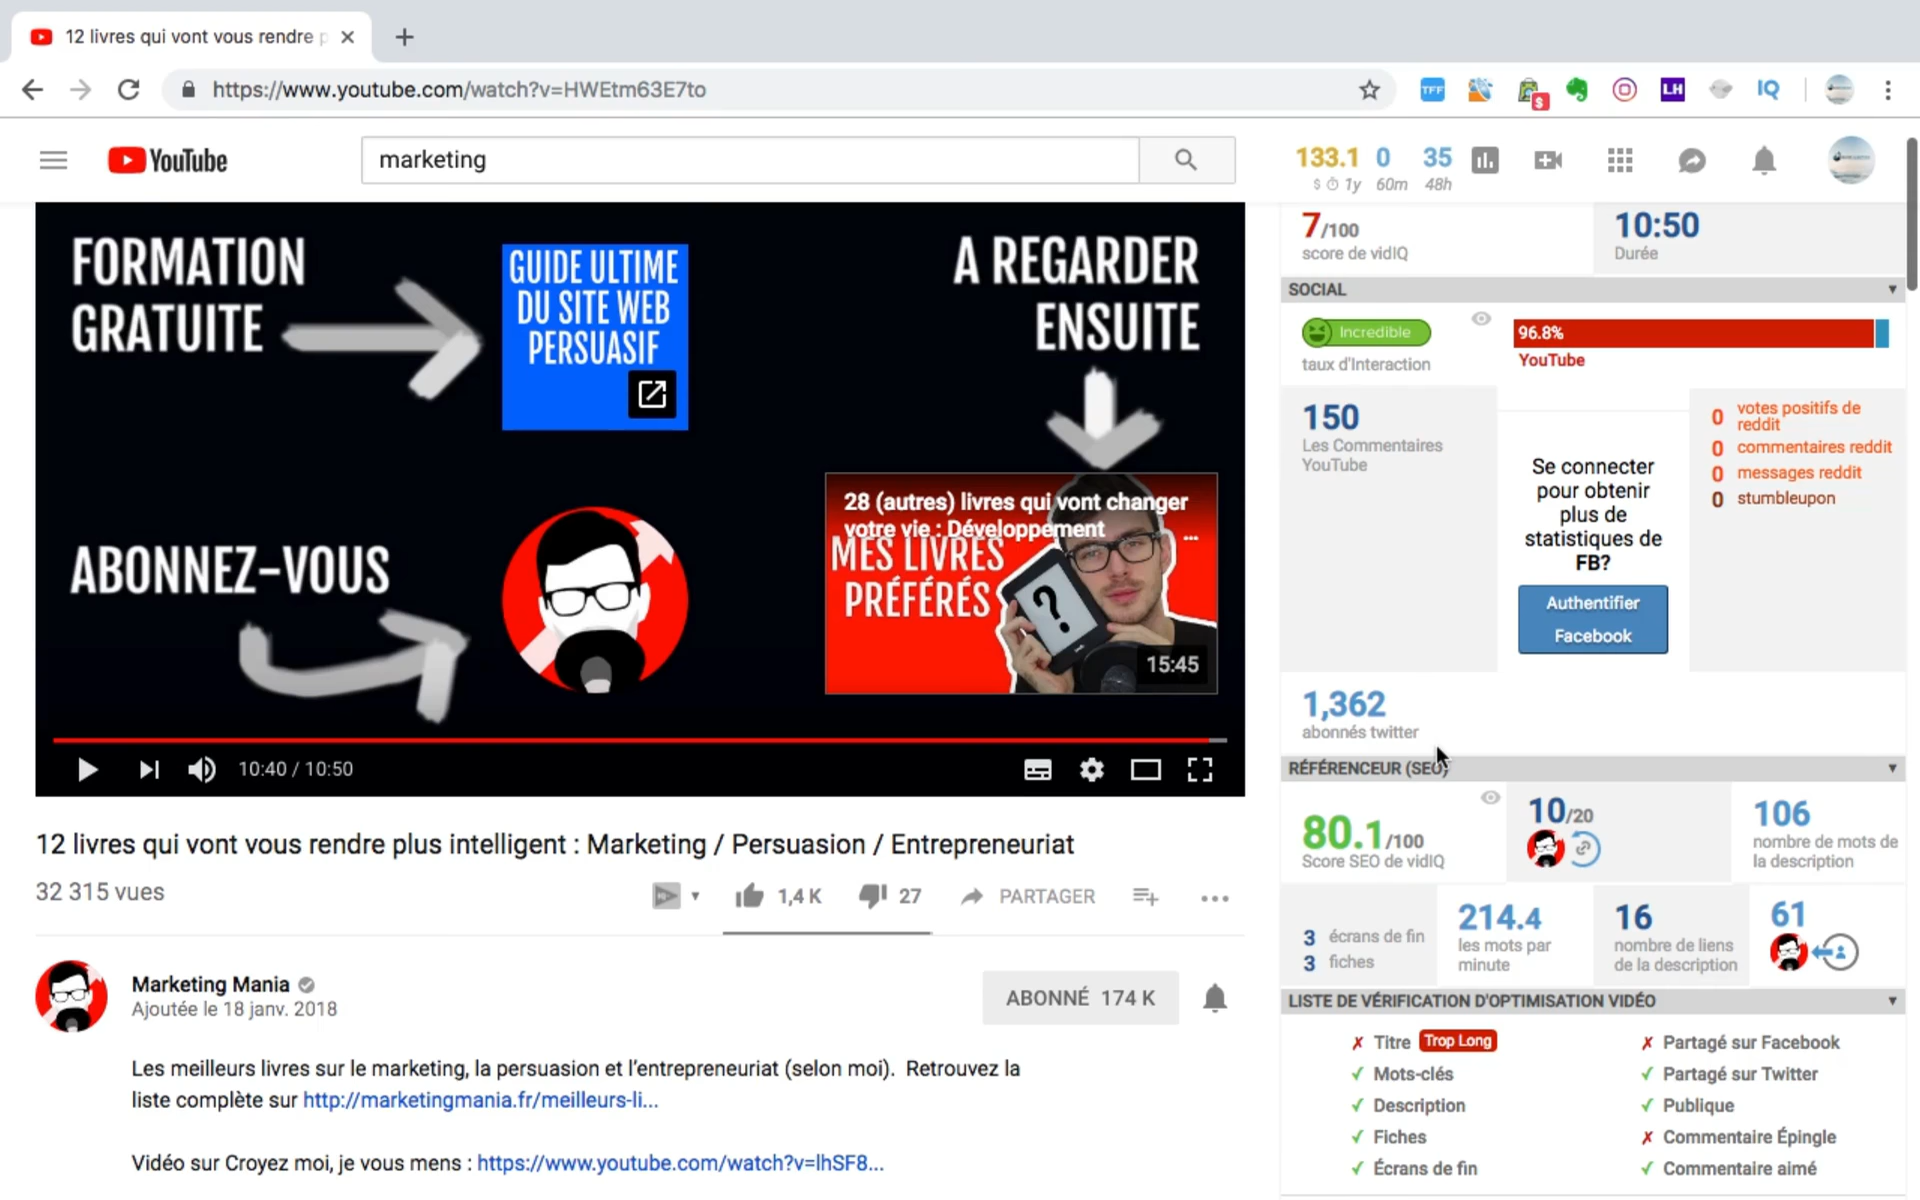 12 livres qui vont vous rendre p
https://www.youtube.com/watch?v=HWEtm63E7to
TFF
$
LH
IQ
YouTube
marketing
133.1 0 35
$ 1y 60m 48h
FORMATION
GRATUITE
GUIDE ULTIME
DU SITE WEB
PERSUASIF
A REGARDER
ENSUITE
ABONNEZ-VOUS
28 (autres) livres qui vont changer
votre vie : Développement ...
MES LIVRES
PRÉFÉRÉS
?
15:45
10:40 / 10:50
12 livres qui vont vous rendre plus intelligent : Marketing / Persuasion / Entrepreneuriat
32 315 vues
1,4 K
27
PARTAGER
Marketing Mania
Ajoutée le 18 janv. 2018
ABONNÉ 174 K
Les meilleurs livres sur le marketing, la persuasion et l'entrepreneuriat (selon moi). Retrouvez la
liste complète sur http://marketingmania.fr/meilleurs-li...
Vidéo sur Croyez moi, je vous mens : https://www.youtube.com/watch?v=lhSF8...
7/100
score de vidIQ
10:50
Durée
SOCIAL
Incredible
taux d'Interaction
96.8%
YouTube
150
Les Commentaires
YouTube
Se connecter
pour obtenir
plus de
statistiques de
FB?
Authentifier
Facebook
0 votes positifs de
reddit
0 commentaires reddit
0 messages reddit
0 stumbleupon
1,362
abonnés twitter
RÉFÉRENCEUR (SEO)
80.1/100
Score SEO de vidIQ
10/20
106
nombre de mots de
la description
3 écrans de fin
3 fiches
214.4
les mots par
minute
16
nombre de liens
de la description
61
LISTE DE VÉRIFICATION D'OPTIMISATION VIDÉO
✗ Titre Trop Long
✓ Mots-clés
✓ Description
✓ Fiches
✓ Écrans de fin
✗ Partagé sur Facebook
✓ Partagé sur Twitter
✓ Publique
✗ Commentaire Épingle
✓ Commentaire aimé